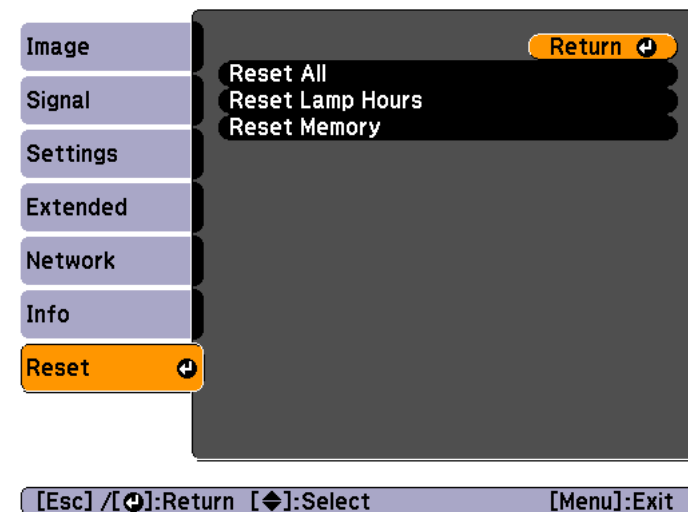 Image
Signal
Settings
Extended
Network
Info
Reset
Return
Reset All
Reset Lamp Hours
Reset Memory
[Esc] /[⏎]:Return [◆]:Select [Menu]:Exit